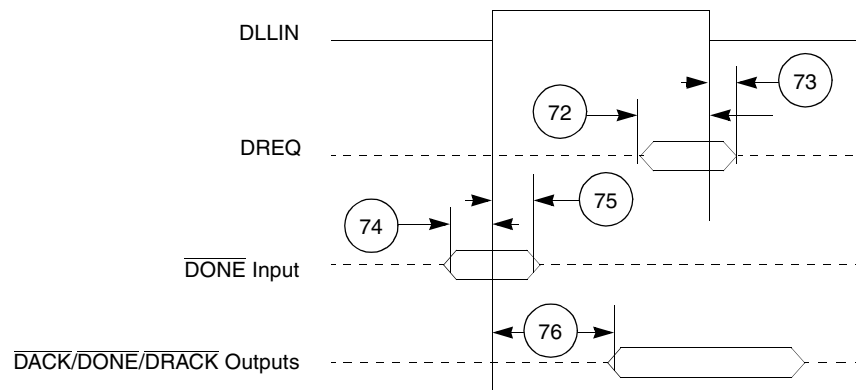 DLLIN
73
72
DREQ
75
74
DONE Input
76
DACK/DONE/DRACK Outputs